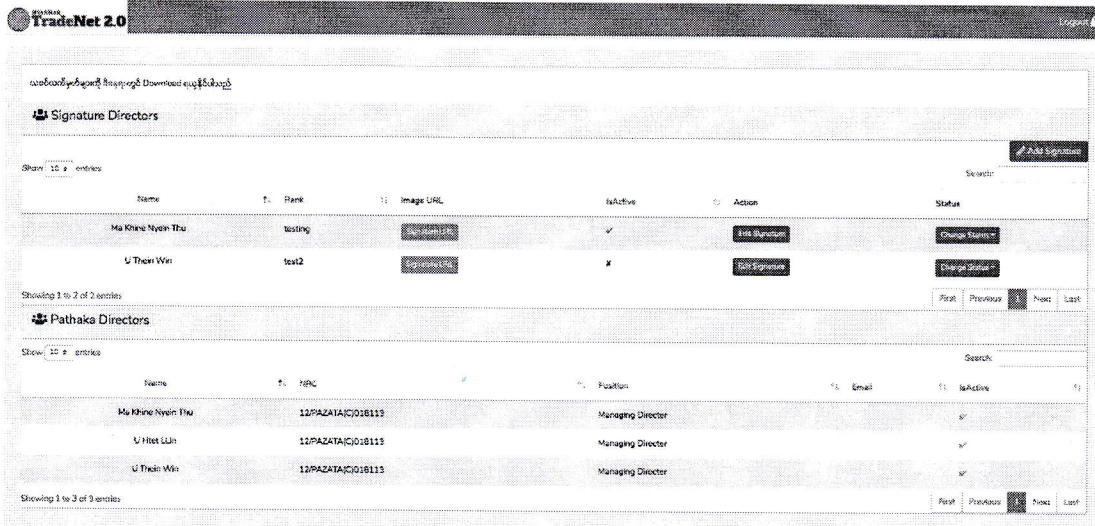 MYANMAR
TradeNet 2.0
Logout
Signature Directors
Add Signature
Show 10 entries
Search:
Name Rank Image URL IsActive Action Status
Ma Khine Nyein Thu testing Signature URL ✓ Edit Signature Change Status
U Thein Win test2 Signature URL ✗ Edit Signature Change Status
Showing 1 to 2 of 2 entries
First Previous 1 Next Last
Pathaka Directors
Show 10 entries
Search:
Name NRC Position Email IsActive
Ma Khine Nyein Thu 12/PAZATA(C)018113 Managing Directer ✓
U Htet LLin 12/PAZATA(C)018113 Managing Directer ✓
U Thein Win 12/PAZATA(C)018113 Managing Directer ✓
Showing 1 to 3 of 3 entries
First Previous 1 Next Last